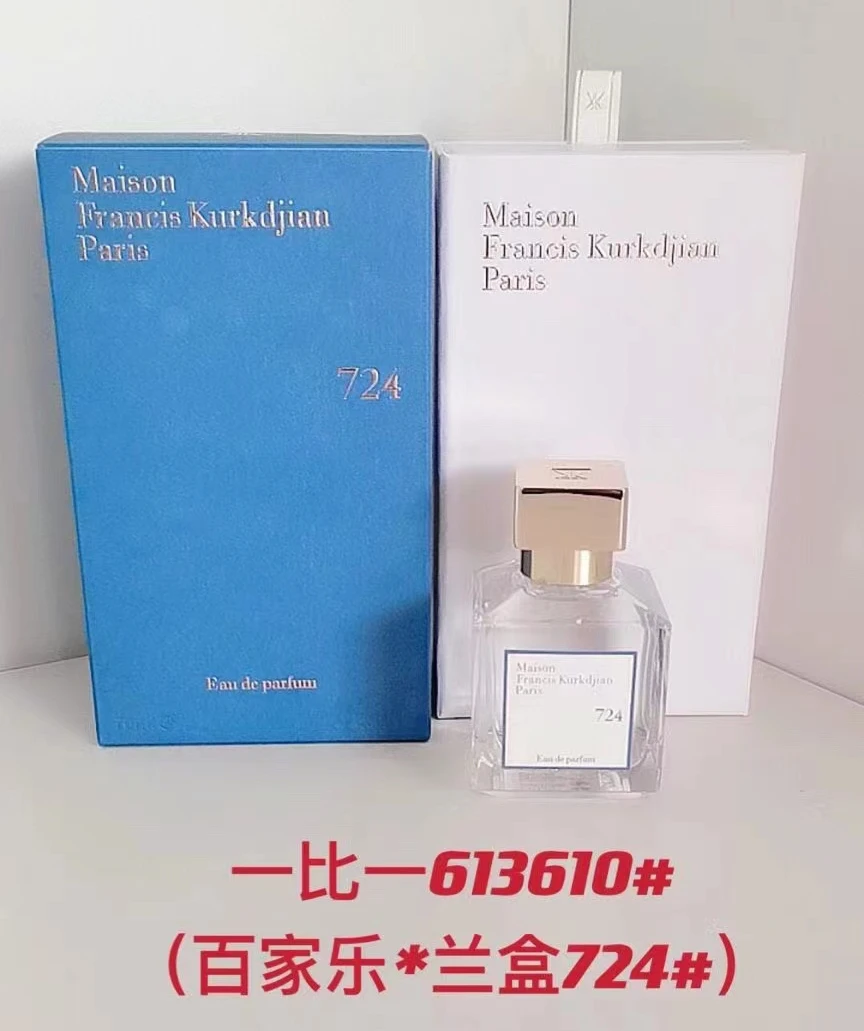 Maison
Francis Kurkdjian
Paris
724
Eau de parfum
Maison
Francis Kurkdjian
Paris
Maison
Francis Kurkdjian
Paris
724
Eau de parfum
一比一613610#
(百家乐*兰盒724#)